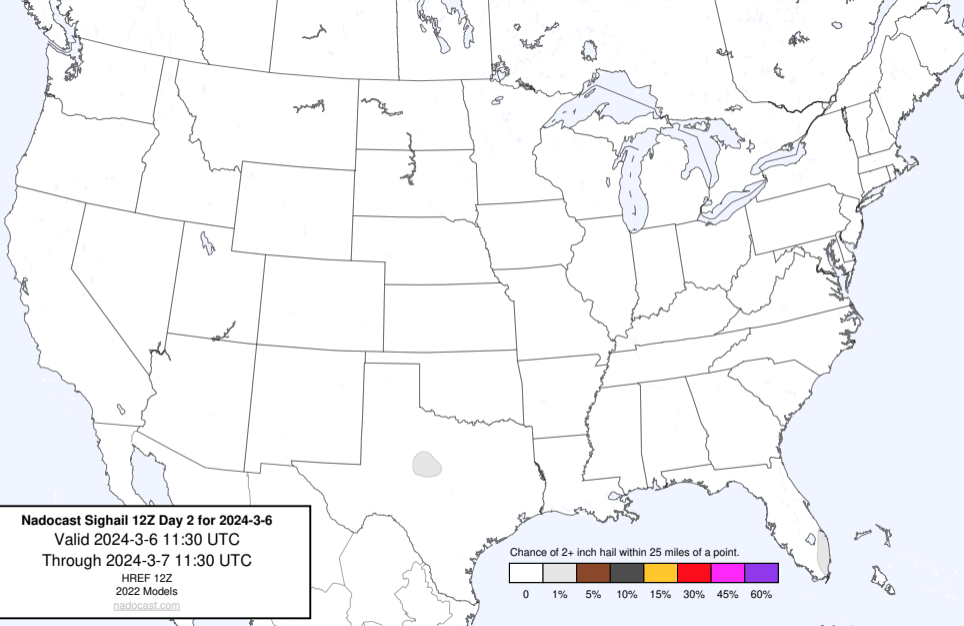 Nadocast Sighail 12Z Day 2 for 2024-3-6
Valid 2024-3-6 11:30 UTC
Through 2024-3-7 11:30 UTC
HREF 12Z
2022 Models
nadocast.com
Chance of 2+ inch hail within 25 miles of a point.
0 1% 5% 10% 15% 30% 45% 60%